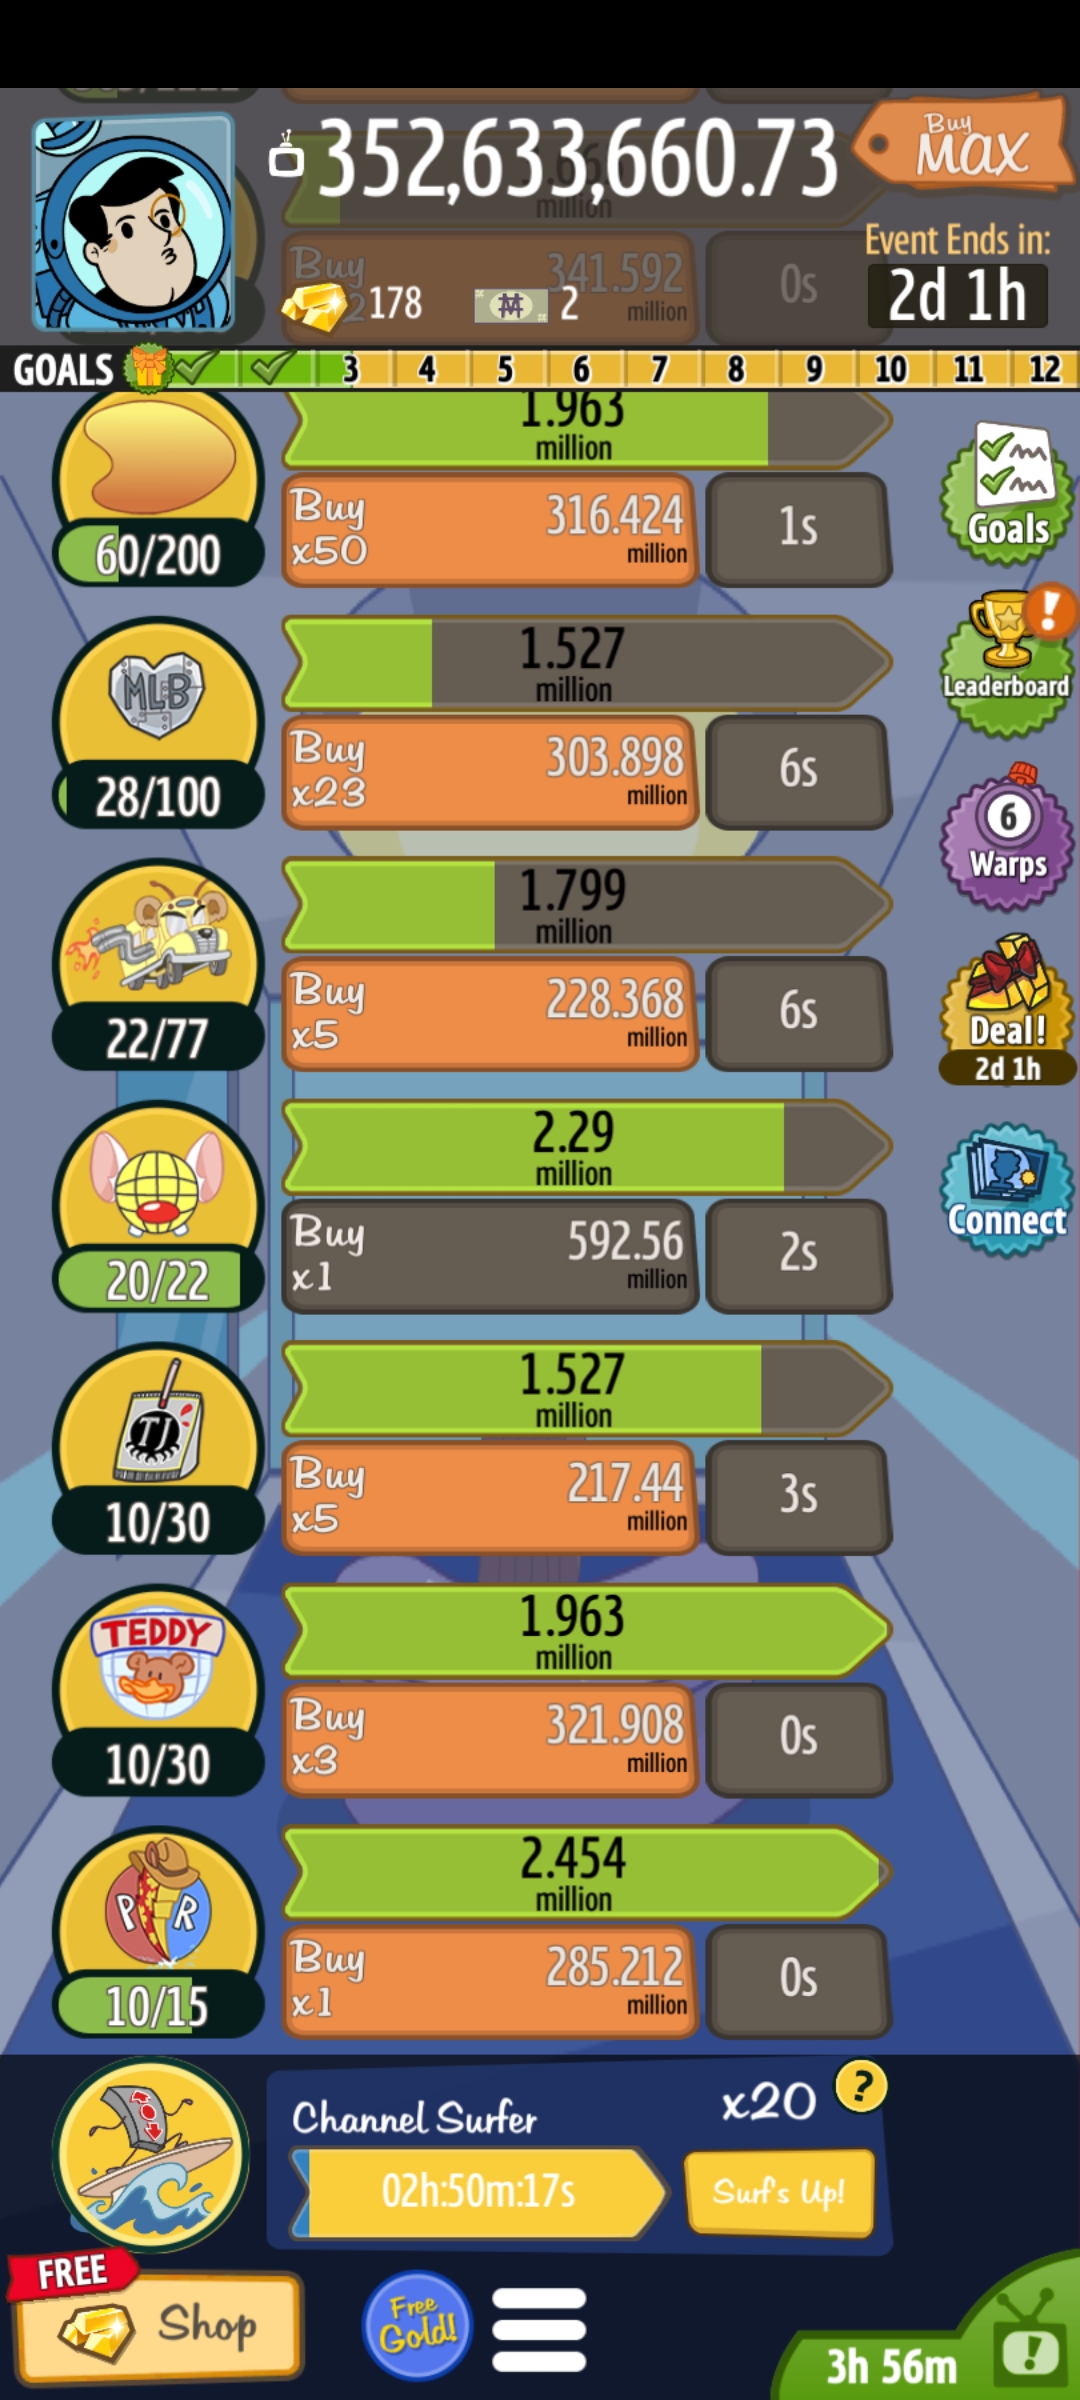 352,633,660.73
Buy
MAX
million
Buy
341.592
million
0s
178
2
Event Ends in:
2d 1h
GOALS
3 4 5 6 7 8 9 10 11 12
1.963
million
60/200
Buy
x50
316.424
million
1s
Goals
MLB
28/100
1.527
million
Buy
x23
303.898
million
6s
!
Leaderboard
22/77
1.799
million
Buy
x5
228.368
million
6s
6
Warps
Deal!
2d 1h
20/22
2.29
million
Buy
x1
592.56
million
2s
Connect
TJ
10/30
1.527
million
Buy
x5
217.44
million
3s
TEDDY
10/30
1.963
million
Buy
x3
321.908
million
0s
P R
10/15
2.454
million
Buy
x1
285.212
million
0s
Channel Surfer
x20
?
02h:50m:17s
Surf's Up!
FREE
Shop
Free
Gold!
3h 56m
!